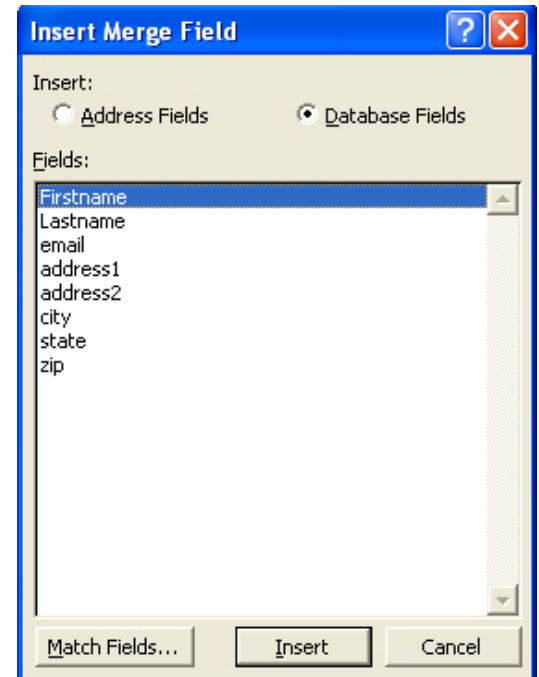 Insert Merge Field
Insert:
Address Fields Database Fields
Fields:
Firstname
Lastname
email
address1
address2
city
state
zip
Match Fields... Insert Cancel